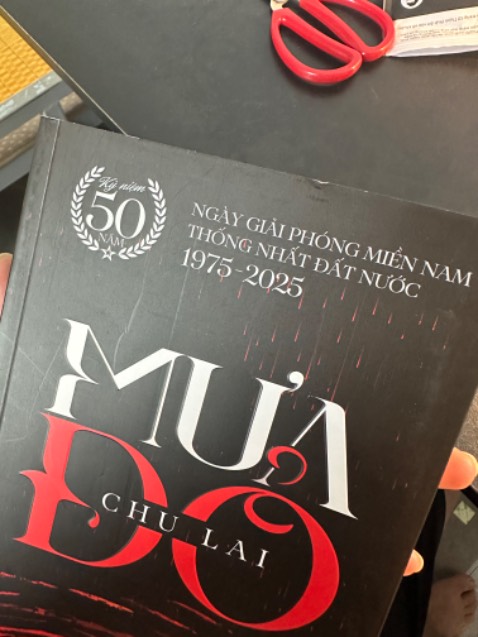 Kỷ niệm
50
NĂM
NGÀY GIẢI PHÓNG MIỀN NAM
THỐNG NHẤT ĐẤT NƯỚC
1975-2025
MƯA
ĐỎ
CHU LAI